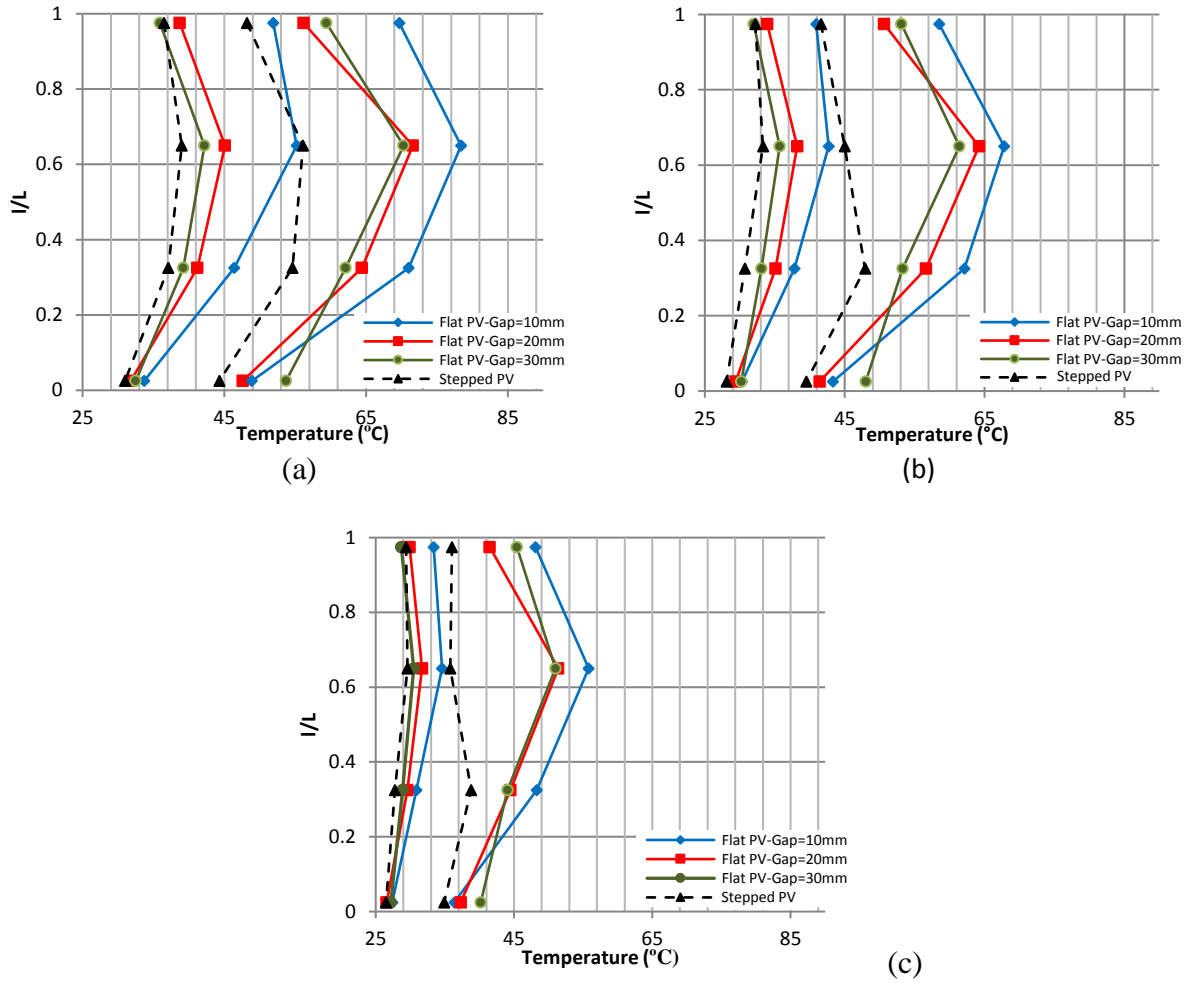 1
0.8
0.6
0.4
0.2
0
I/L
25
45
65
85
Temperature (ºC)
Flat PV-Gap=10mm
Flat PV-Gap=20mm
Flat PV-Gap=30mm
Stepped PV
(a)
1
0.8
0.6
0.4
0.2
0
I/L
25
45
65
85
Temperature (°C)
Flat PV-Gap=10mm
Flat PV-Gap=20mm
Flat PV-Gap=30mm
Stepped PV
(b)
1
0.8
0.6
0.4
0.2
0
I/L
25
45
65
85
Temperature (ºC)
Flat PV-Gap=10mm
Flat PV-Gap=20mm
Flat PV-Gap=30mm
Stepped PV
(c)